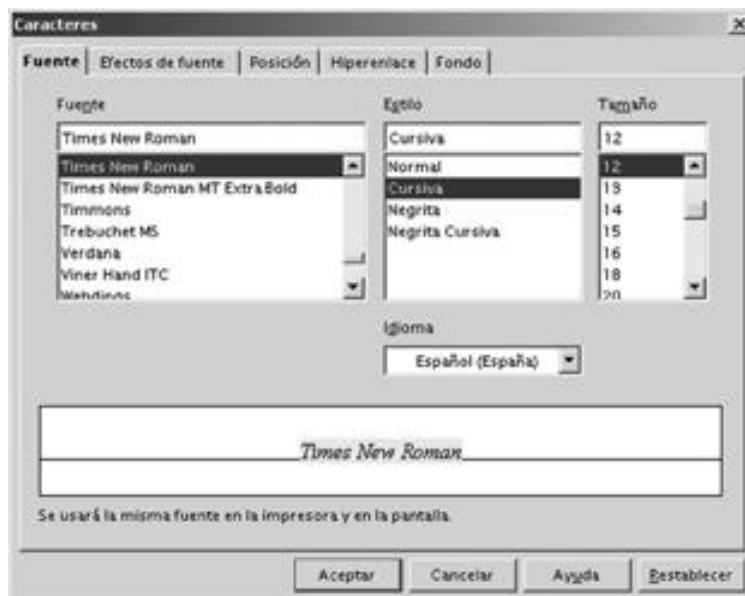 Caracteres
Fuente Efectos de fuente Posición Hiperenlace Fondo
Fuente Estilo Tamaño
Times New Roman Cursiva 12
Times New Roman Normal 12
Times New Roman MT Extra Bold Cursiva 13
Timmons Negrita 14
Trebuchet MS Negrita Cursiva 15
Verdana 16
Viner Hand ITC 18
Webdings 20
Idioma
Español (España)
Times New Roman
Se usará la misma fuente en la impresora y en la pantalla.
Aceptar Cancelar Ayuda Restablecer